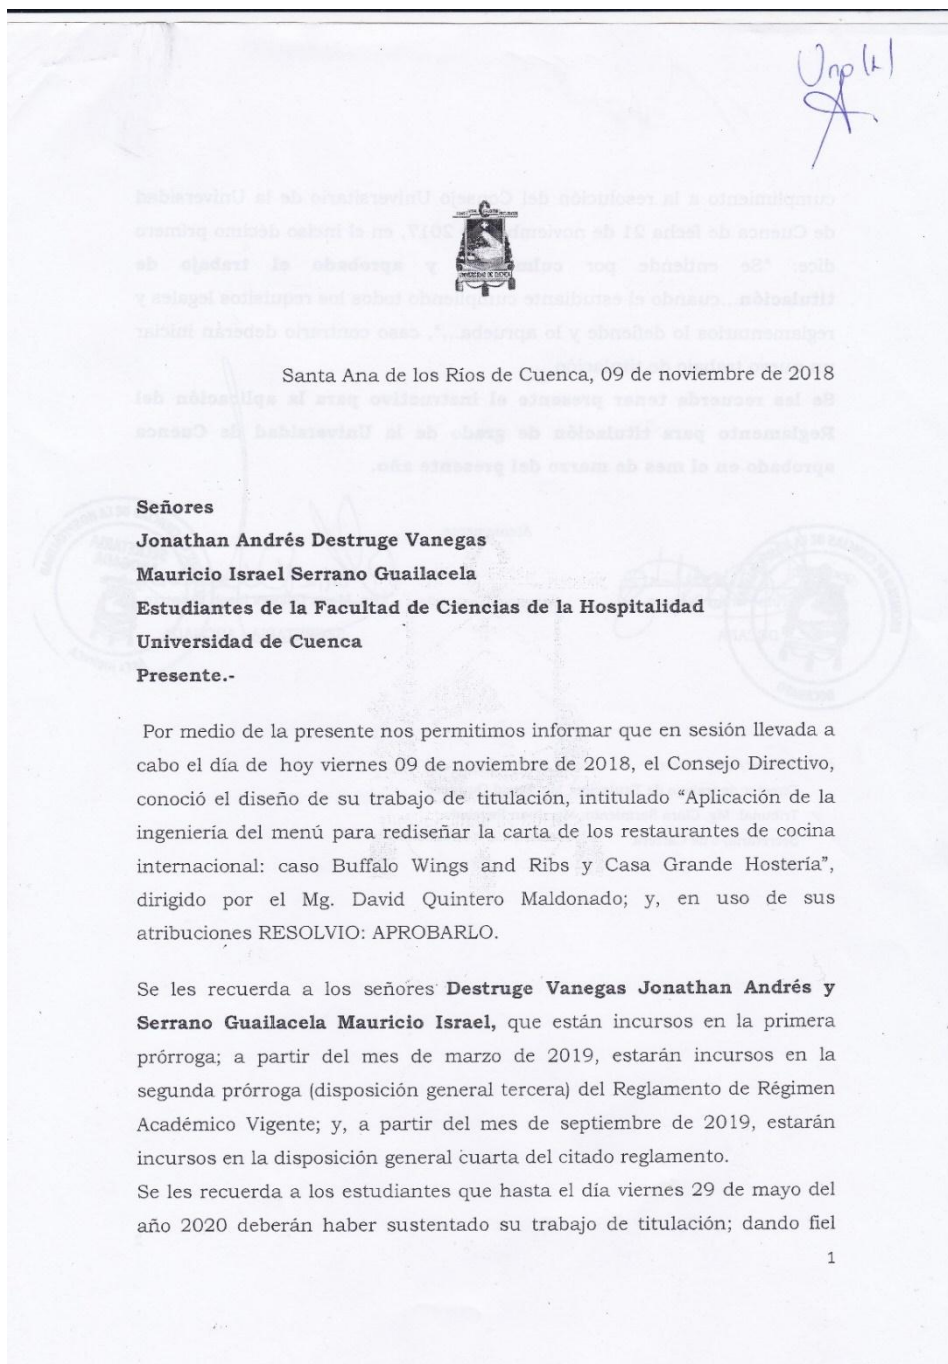 Santa Ana de los Ríos de Cuenca, 09 de noviembre de 2018
Señores
Jonathan Andrés Destruge Vanegas
Mauricio Israel Serrano Guailacela
Estudiantes de la Facultad de Ciencias de la Hospitalidad
Universidad de Cuenca
Presente.-
Por medio de la presente nos permitimos informar que en sesión llevada a
cabo el día de hoy viernes 09 de noviembre de 2018, el Consejo Directivo,
conoció el diseño de su trabajo de titulación, intitulado “Aplicación de la
ingeniería del menú para rediseñar la carta de los restaurantes de cocina
internacional: caso Buffalo Wings and Ribs y Casa Grande Hostería”,
dirigido por el Mg. David Quintero Maldonado; y, en uso de sus
atribuciones RESOLVIO: APROBARLO.
Se les recuerda a los señores Destruge Vanegas Jonathan Andrés y
Serrano Guailacela Mauricio Israel, que están incursos en la primera
prórroga; a partir del mes de marzo de 2019, estarán incursos en la
segunda prórroga (disposición general tercera) del Reglamento de Régimen
Académico Vigente; y, a partir del mes de septiembre de 2019, estarán
incursos en la disposición general cuarta del citado reglamento.
Se les recuerda a los estudiantes que hasta el día viernes 29 de mayo del
año 2020 deberán haber sustentado su trabajo de titulación; dando fiel
1